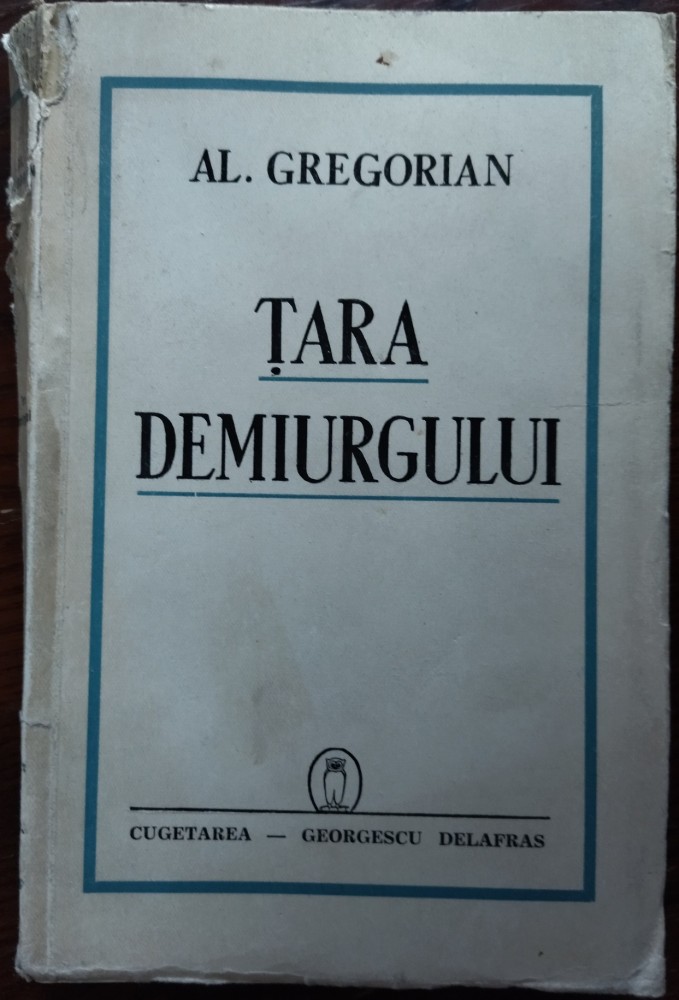 AL. GREGORIAN
ȚARA
DEMIURGULUI
CUGETAREA — GEORGESCU DELAFRAS